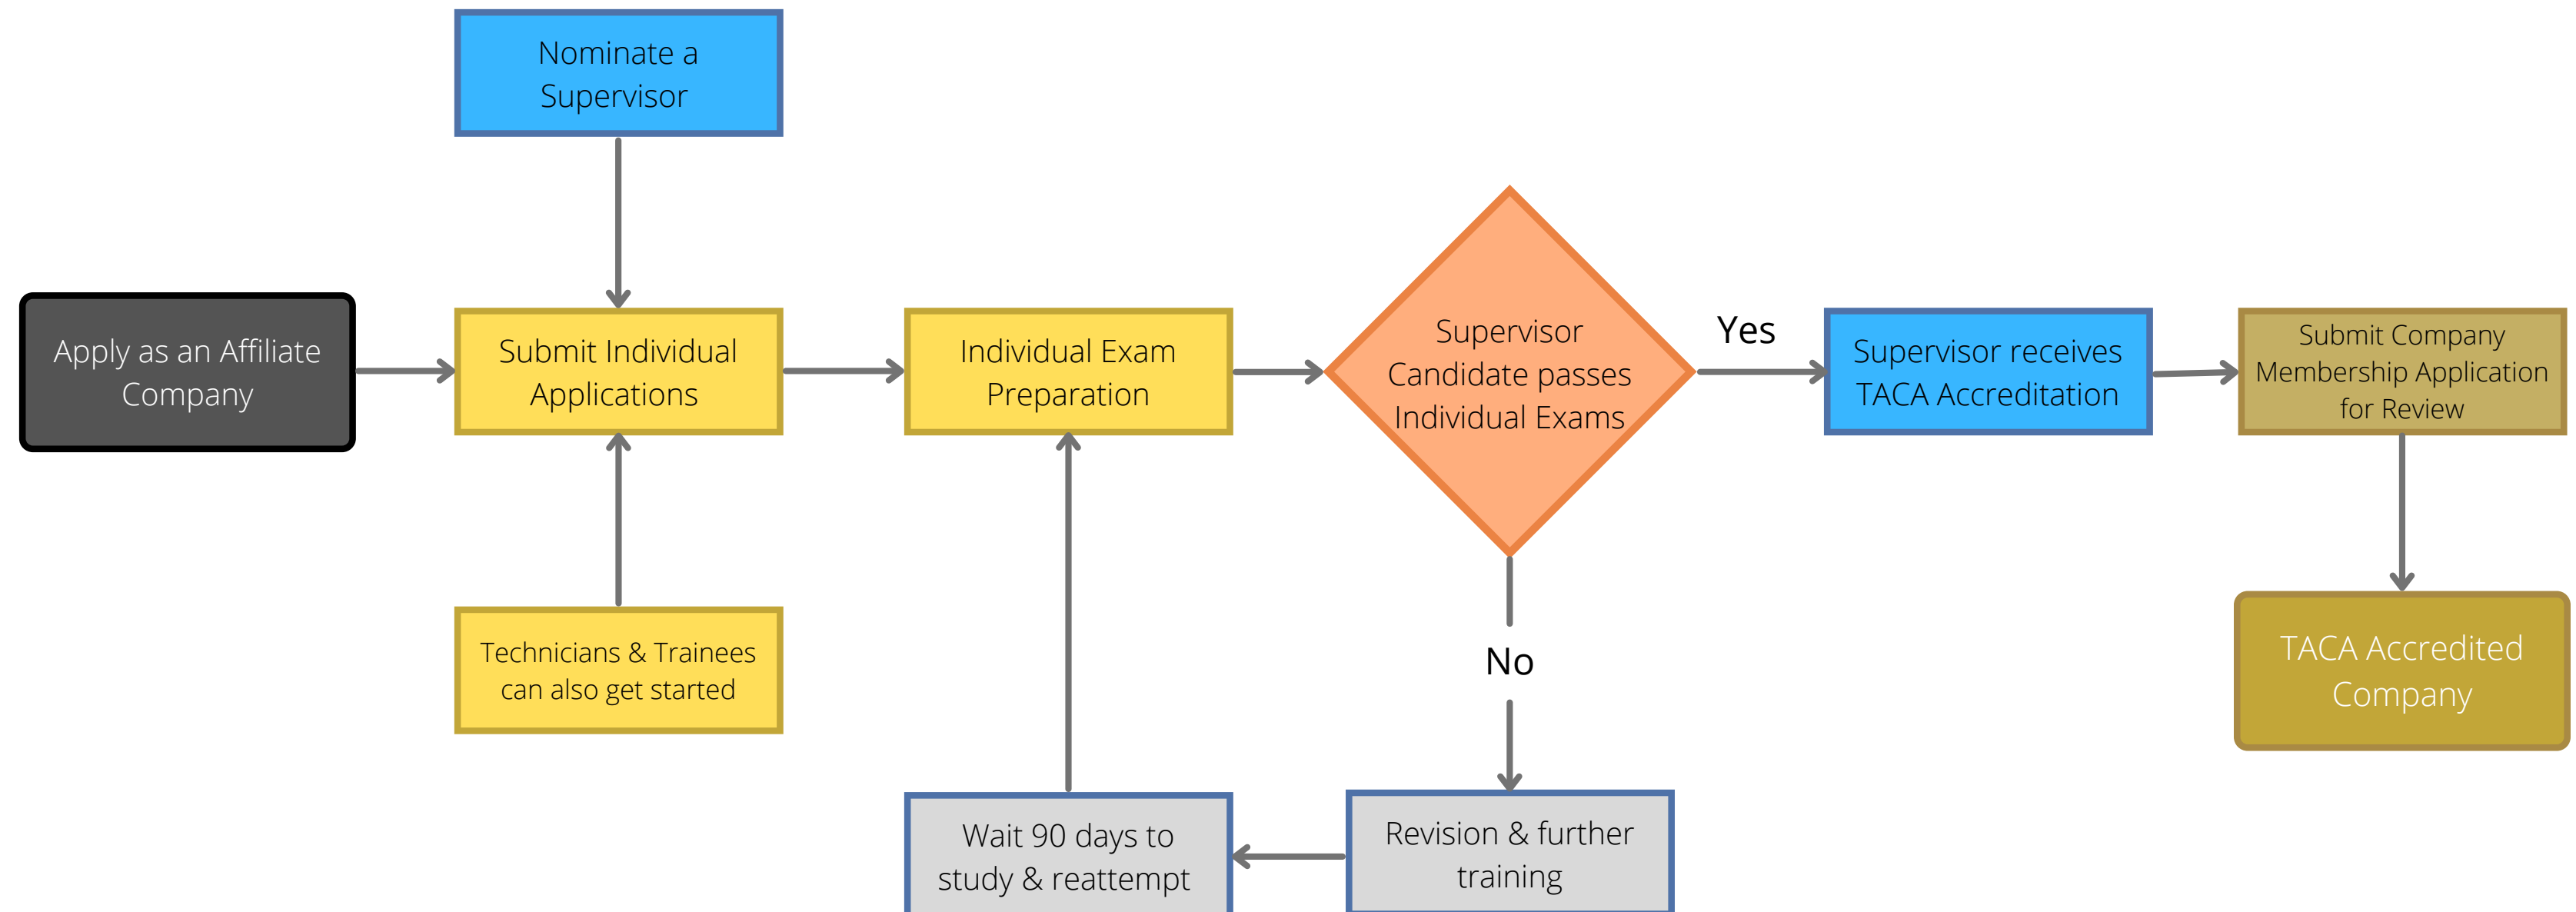 Nominate a
Supervisor
Apply as an Affiliate
Company
Submit Individual
Applications
Individual Exam
Preparation
Supervisor
Candidate passes
Individual Exams
Yes
Supervisor receives
TACA Accreditation
Submit Company
Membership Application
for Review
Technicians & Trainees
can also get started
No
TACA Accredited
Company
Wait 90 days to
study & reattempt
Revision & further
training